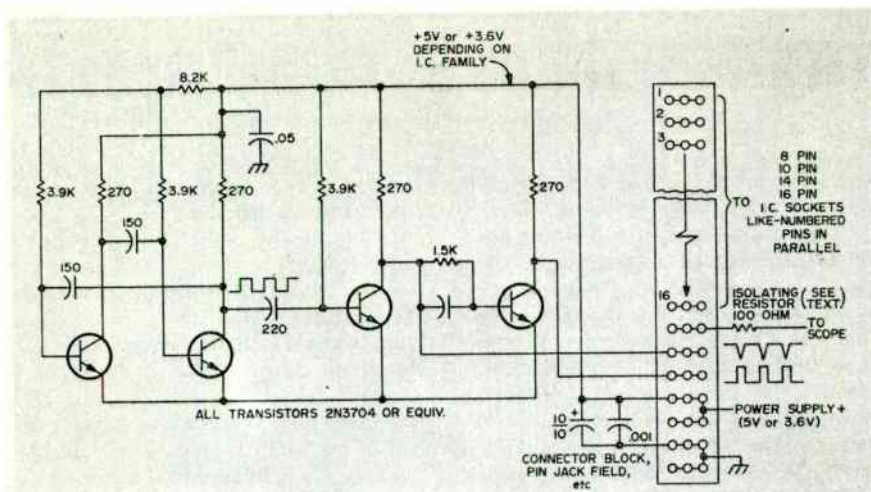 +5V or +3.6V
DEPENDING ON
I.C. FAMILY
8.2K
.05
3.9K
270
3.9K
270
3.9K
270
270
150
150
220
1.5K
ALL TRANSISTORS 2N3704 OR EQUIV.
10
10
+
.001
CONNECTOR BLOCK,
PIN JACK FIELD,
etc
1
2
3
16
TO
8 PIN
10 PIN
14 PIN
16 PIN
I.C. SOCKETS
LIKE-NUMBERED
PINS IN
PARALLEL
ISOLATING (SEE)
RESISTOR (TEXT)
100 OHM
TO
SCOPE
POWER SUPPLY +
(5V or 3.6V)